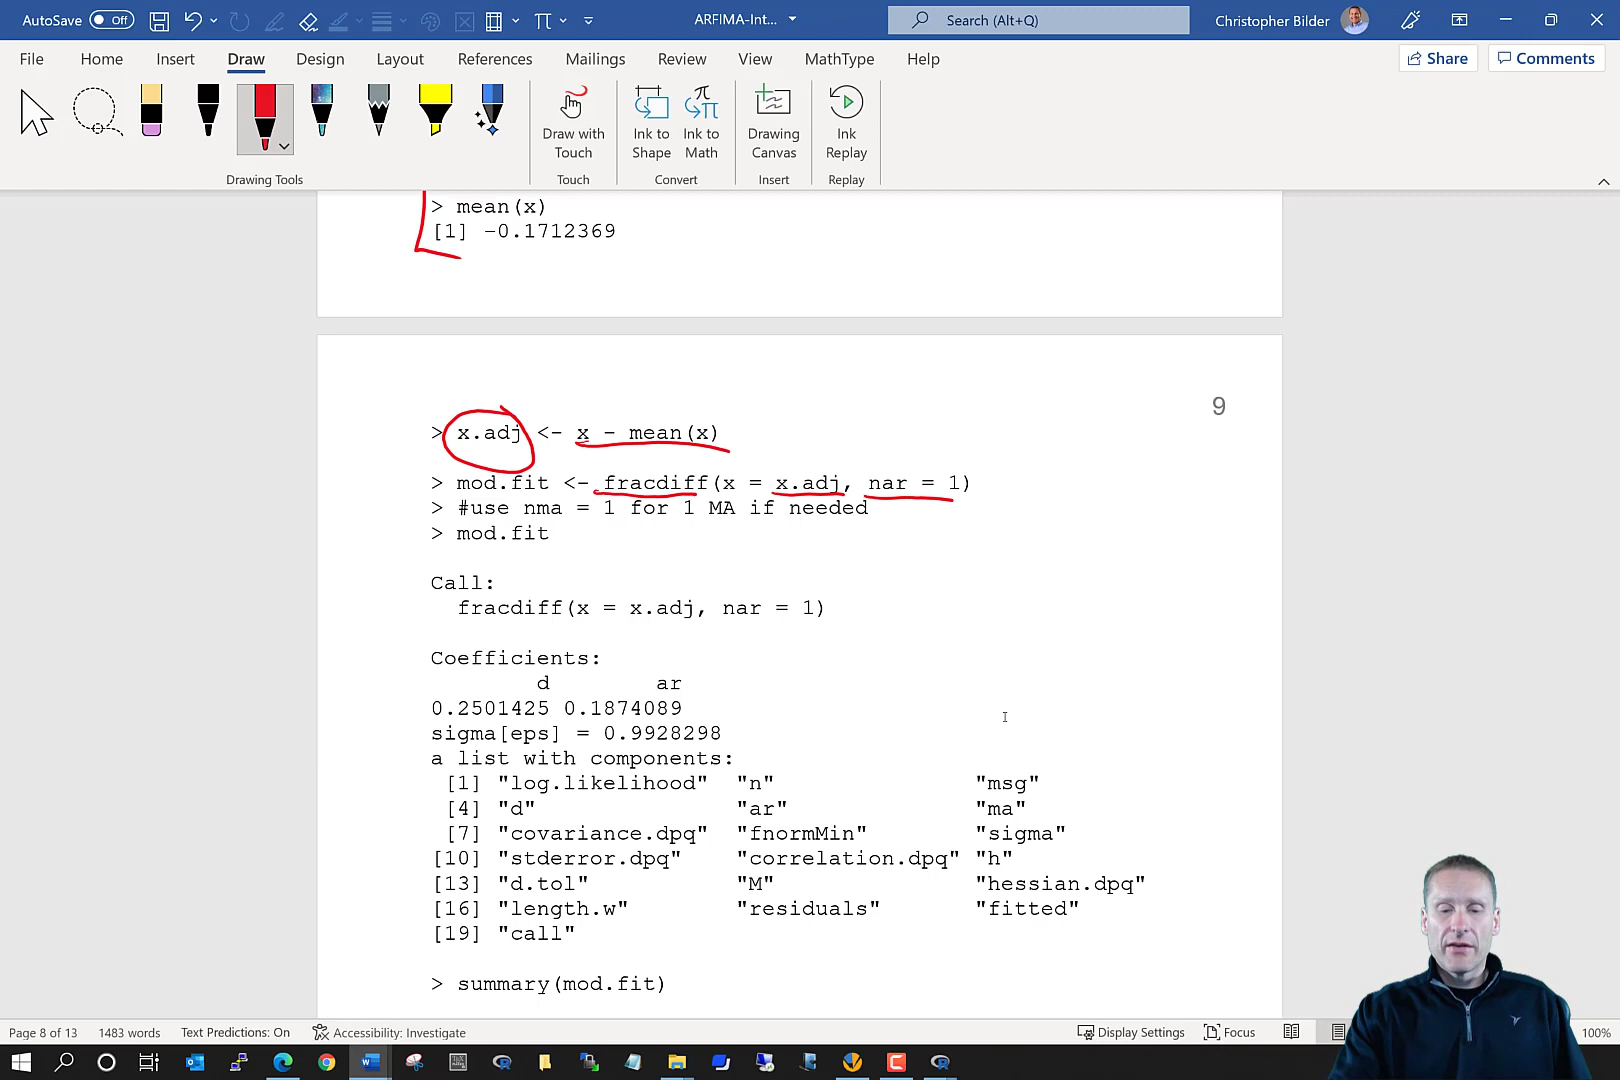 AutoSave Off
ARFIMA-Int...
Search (Alt+Q)
Christopher Bilder
File Home Insert Draw Design Layout References Mailings Review View MathType Help
Share Comments
Draw with Touch
Ink to Shape
Ink to Math
Drawing Canvas
Ink Replay
Drawing Tools Touch Convert Insert Replay
> mean(x)
[1] -0.1712369
9
> x.adj <- x - mean(x)
> mod.fit <- fracdiff(x = x.adj, nar = 1)
> #use nma = 1 for 1 MA if needed
> mod.fit
Call:
fracdiff(x = x.adj, nar = 1)
Coefficients:
d ar
0.2501425 0.1874089
sigma[eps] = 0.9928298
a list with components:
[1] "log.likelihood" "n" "msg"
[4] "d" "ar" "ma"
[7] "covariance.dpq" "fnormMin" "sigma"
[10] "stderror.dpq" "correlation.dpq" "h"
[13] "d.tol" "M" "hessian.dpq"
[16] "length.w" "residuals" "fitted"
[19] "call"
> summary(mod.fit)
Page 8 of 13 1483 words Text Predictions: On Accessibility: Investigate Display Settings Focus 100%